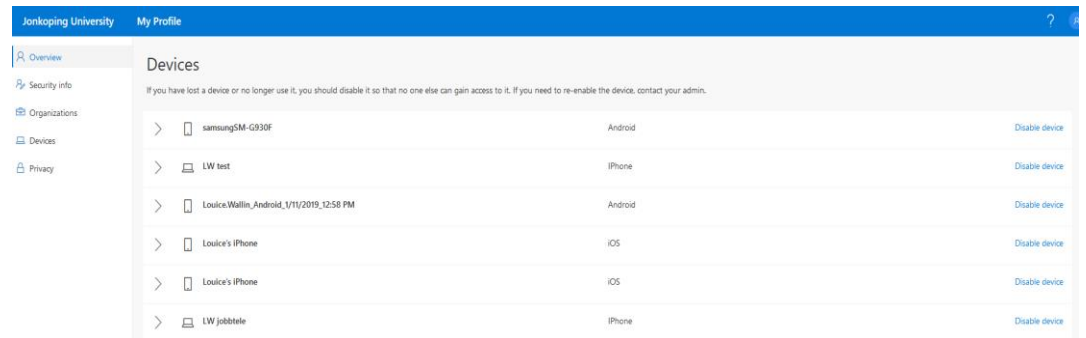 Jonkoping University My Profile ?
Overview
Security info
Organizations
Devices
Privacy
Devices
If you have lost a device or no longer use it, you should disable it so that no one else can gain access to it. If you need to re-enable the device, contact your admin.
samsungSM-G930F Android Disable device
LW test IPhone Disable device
Louice.Wallin_Android_1/11/2019_12:58 PM Android Disable device
Louice's iPhone iOS Disable device
Louice's iPhone iOS Disable device
LW jobbtele IPhone Disable device